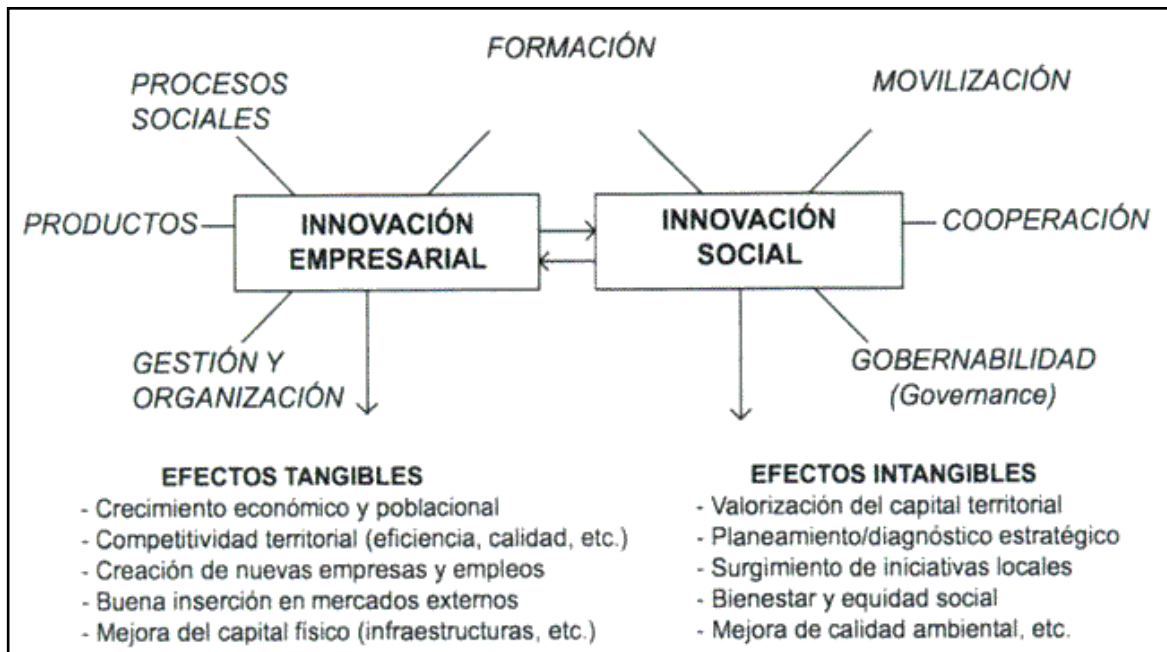 FORMACIÓN
PROCESOS
SOCIALES
MOVILIZACIÓN
PRODUCTOS
INNOVACIÓN
EMPRESARIAL
INNOVACIÓN
SOCIAL
COOPERACIÓN
GESTIÓN Y
ORGANIZACIÓN
GOBERNABILIDAD
(Governance)
EFECTOS TANGIBLES
- Crecimiento económico y poblacional
- Competitividad territorial (eficiencia, calidad, etc.)
- Creación de nuevas empresas y empleos
- Buena inserción en mercados externos
- Mejora del capital físico (infraestructuras, etc.)
EFECTOS INTANGIBLES
- Valorización del capital territorial
- Planeamiento/diagnóstico estratégico
- Surgimiento de iniciativas locales
- Bienestar y equidad social
- Mejora de calidad ambiental, etc.